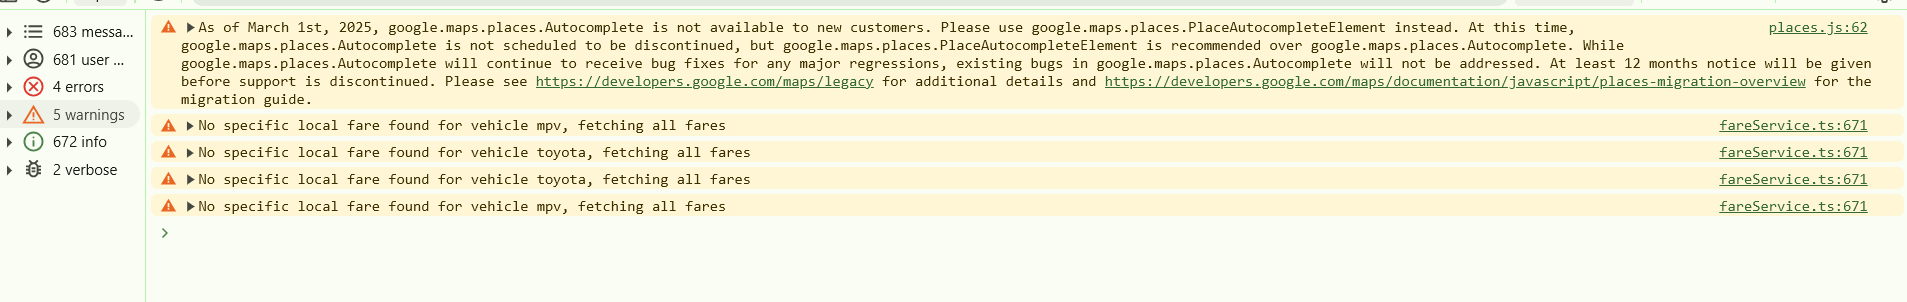 683 messa...
681 user ...
4 errors
5 warnings
672 info
2 verbose
As of March 1st, 2025, google.maps.places.Autocomplete is not available to new customers. Please use google.maps.places.PlaceAutocompleteElement instead. At this time, places.js:62
google.maps.places.Autocomplete is not scheduled to be discontinued, but google.maps.places.PlaceAutocompleteElement is recommended over google.maps.places.Autocomplete. While
google.maps.places.Autocomplete will continue to receive bug fixes for any major regressions, existing bugs in google.maps.places.Autocomplete will not be addressed. At least 12 months notice will be given
before support is discontinued. Please see https://developers.google.com/maps/legacy for additional details and https://developers.google.com/maps/documentation/javascript/places-migration-overview for the
migration guide.
No specific local fare found for vehicle mpv, fetching all fares fareService.ts:671
No specific local fare found for vehicle toyota, fetching all fares fareService.ts:671
No specific local fare found for vehicle toyota, fetching all fares fareService.ts:671
No specific local fare found for vehicle mpv, fetching all fares fareService.ts:671